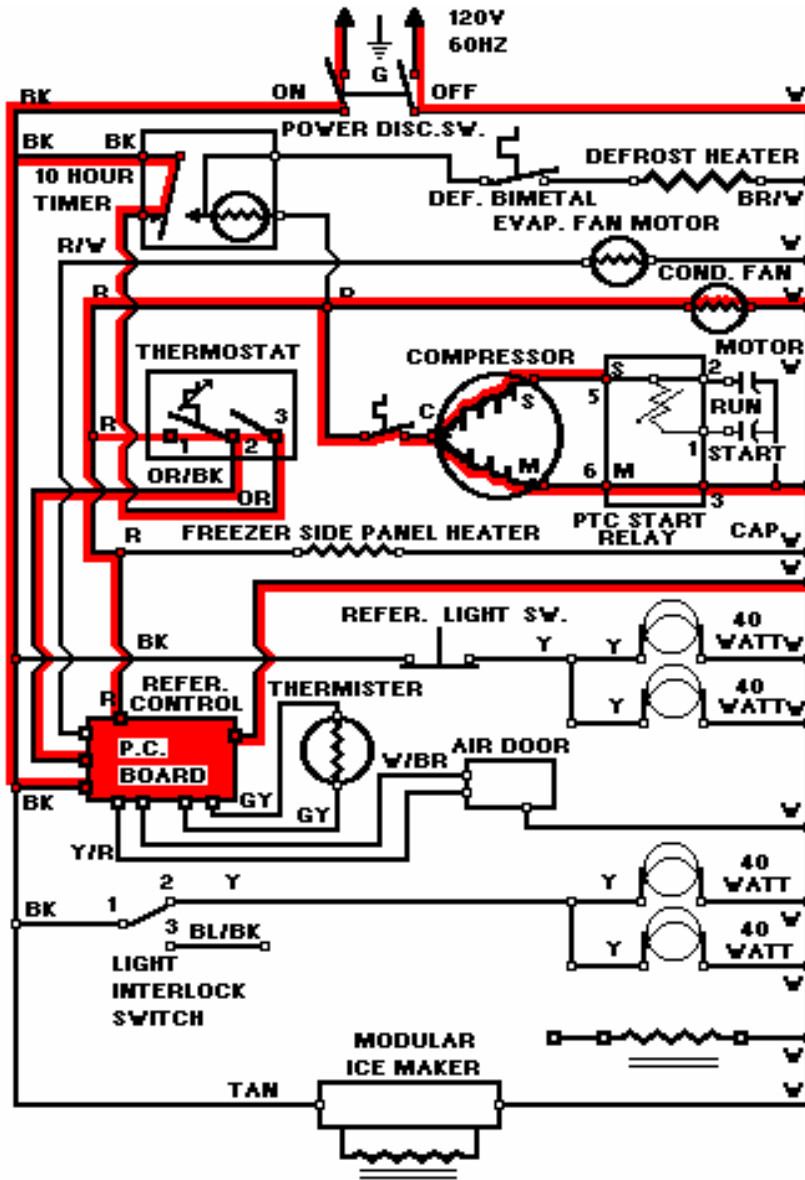 120V
60HZ
G
ON
OFF
BK
W
POWER DISC.SW.
BK
BK
10 HOUR
TIMER
DEFROST HEATER
DEF. BIMETAL
BR/W
EVAP. FAN MOTOR
R/W
W
COND. FAN
R
R
MOTOR
THERMOSTAT
COMPRESSOR
W
S
2
3
C
S
5
RUN
R
1
2
1
START
OR/BK
M
6
M
OR
3
PTC START
RELAY
CAP
W
R
FREEZER SIDE PANEL HEATER
W
REFER. LIGHT SW.
40
WATT
W
BK
Y
Y
REFER.
CONTROL
THERMISTER
R
Y
40
WATT
W
P.C.
BOARD
W/BR
AIR DOOR
BK
GY
GY
W
Y/R
2
Y
Y
40
WATT
W
BK
1
3
BL/BK
Y
40
WATT
W
LIGHT
INTERLOCK
SWITCH
MODULAR
ICE MAKER
W
TAN
W